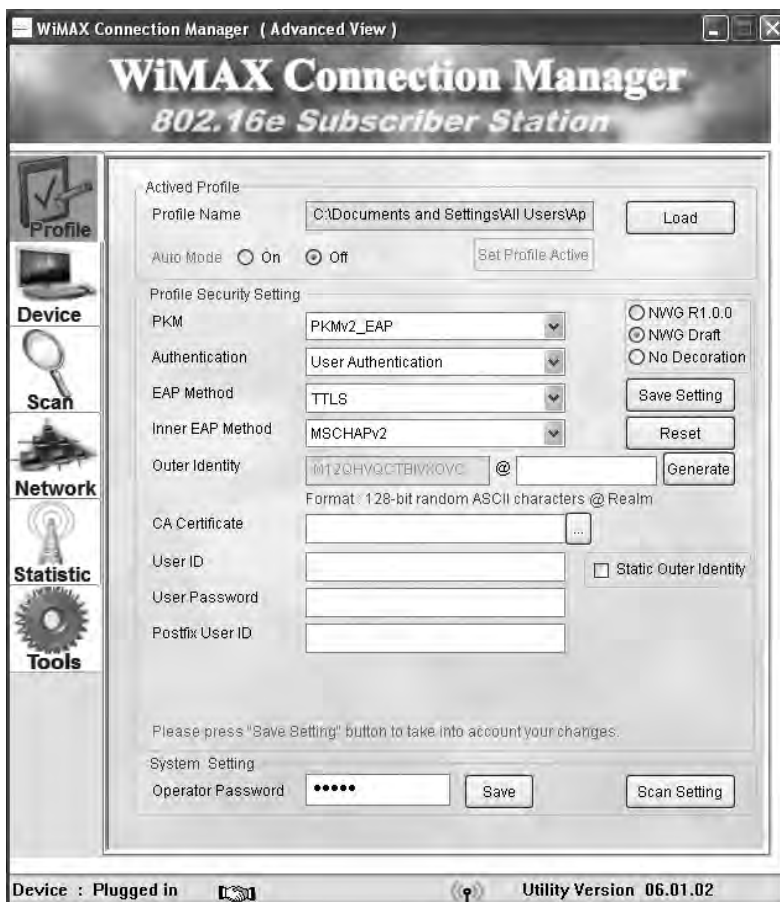 WiMAX Connection Manager ( Advanced View )
WiMAX Connection Manager
802.16e Subscriber Station
Profile
Device
Scan
Network
Statistic
Tools
Actived Profile
Profile Name C:\Documents and Settings\All Users\Ap Load
Auto Mode On Off Set Profile Active
Profile Security Setting
PKM PKMv2_EAP
NWG R1.0.0
NWG Draft
No Decoration
Authentication User Authentication
EAP Method TTLS Save Setting
Inner EAP Method MSCHAPv2 Reset
Outer Identity @ Generate
Format : 128-bit random ASCII characters @ Realm
CA Certificate ...
User ID
Static Outer Identity
User Password
Postfix User ID
Please press "Save Setting" button to take into account your changes.
System Setting
Operator Password ••••• Save Scan Setting
Device : Plugged in Utility Version 06.01.02